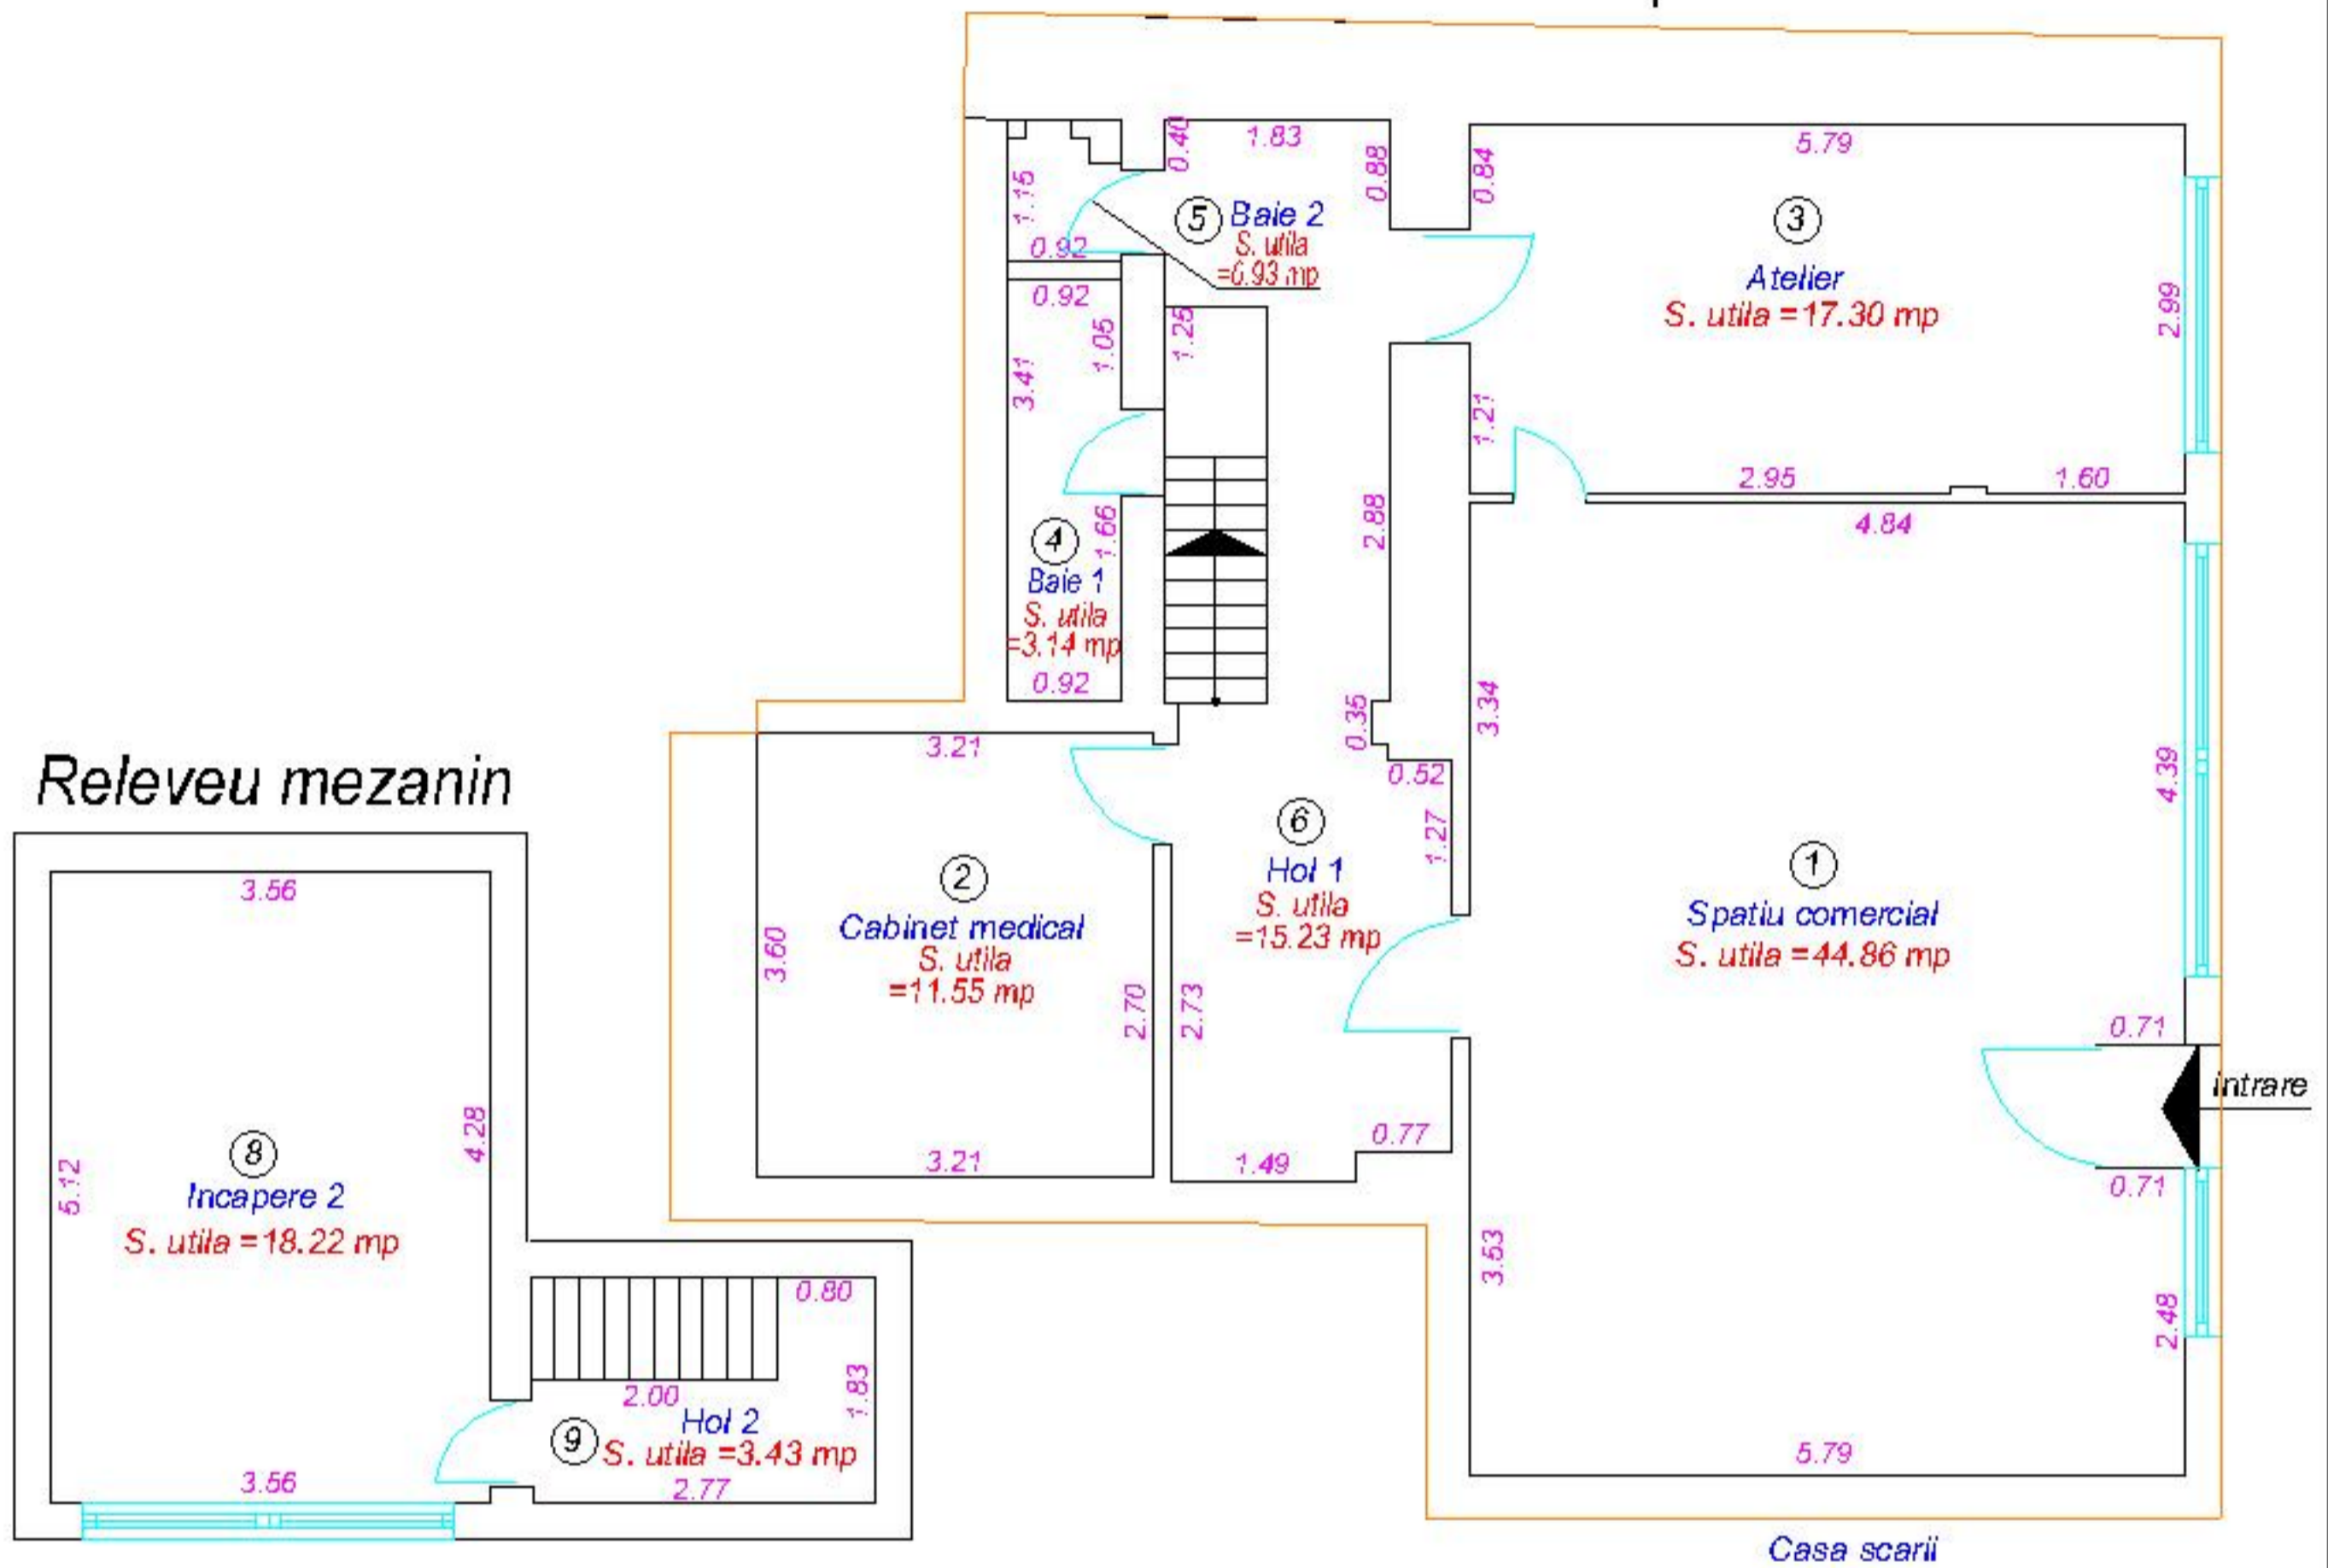 1.83
0.40
0.88
0.84
5.79
1.15
0.92
5
Baie 2
S. utila
=0.93 mp
3
Atelier
S. utila =17.30 mp
2.99
0.92
1.05
1.25
3.41
1.21
2.95
1.60
4.84
2.88
4
1.66
Baie 1
S. utila
=3.14 mp
0.92
0.35
3.34
4.39
3.21
0.52
1.27
Releveu mezanin
6
Hol 1
S. utila
=15.23 mp
2
Cabinet medical
S. utila
=11.55 mp
3.60
2.70
2.73
1
Spatiu comercial
S. utila =44.86 mp
0.71
intrare
0.71
3.56
4.28
5.12
8
Incapere 2
S. utila =18.22 mp
3.21
1.49
0.77
3.53
2.48
0.80
2.00
1.83
Hol 2
9
S. utila =3.43 mp
3.56
2.77
5.79
Casa scarii